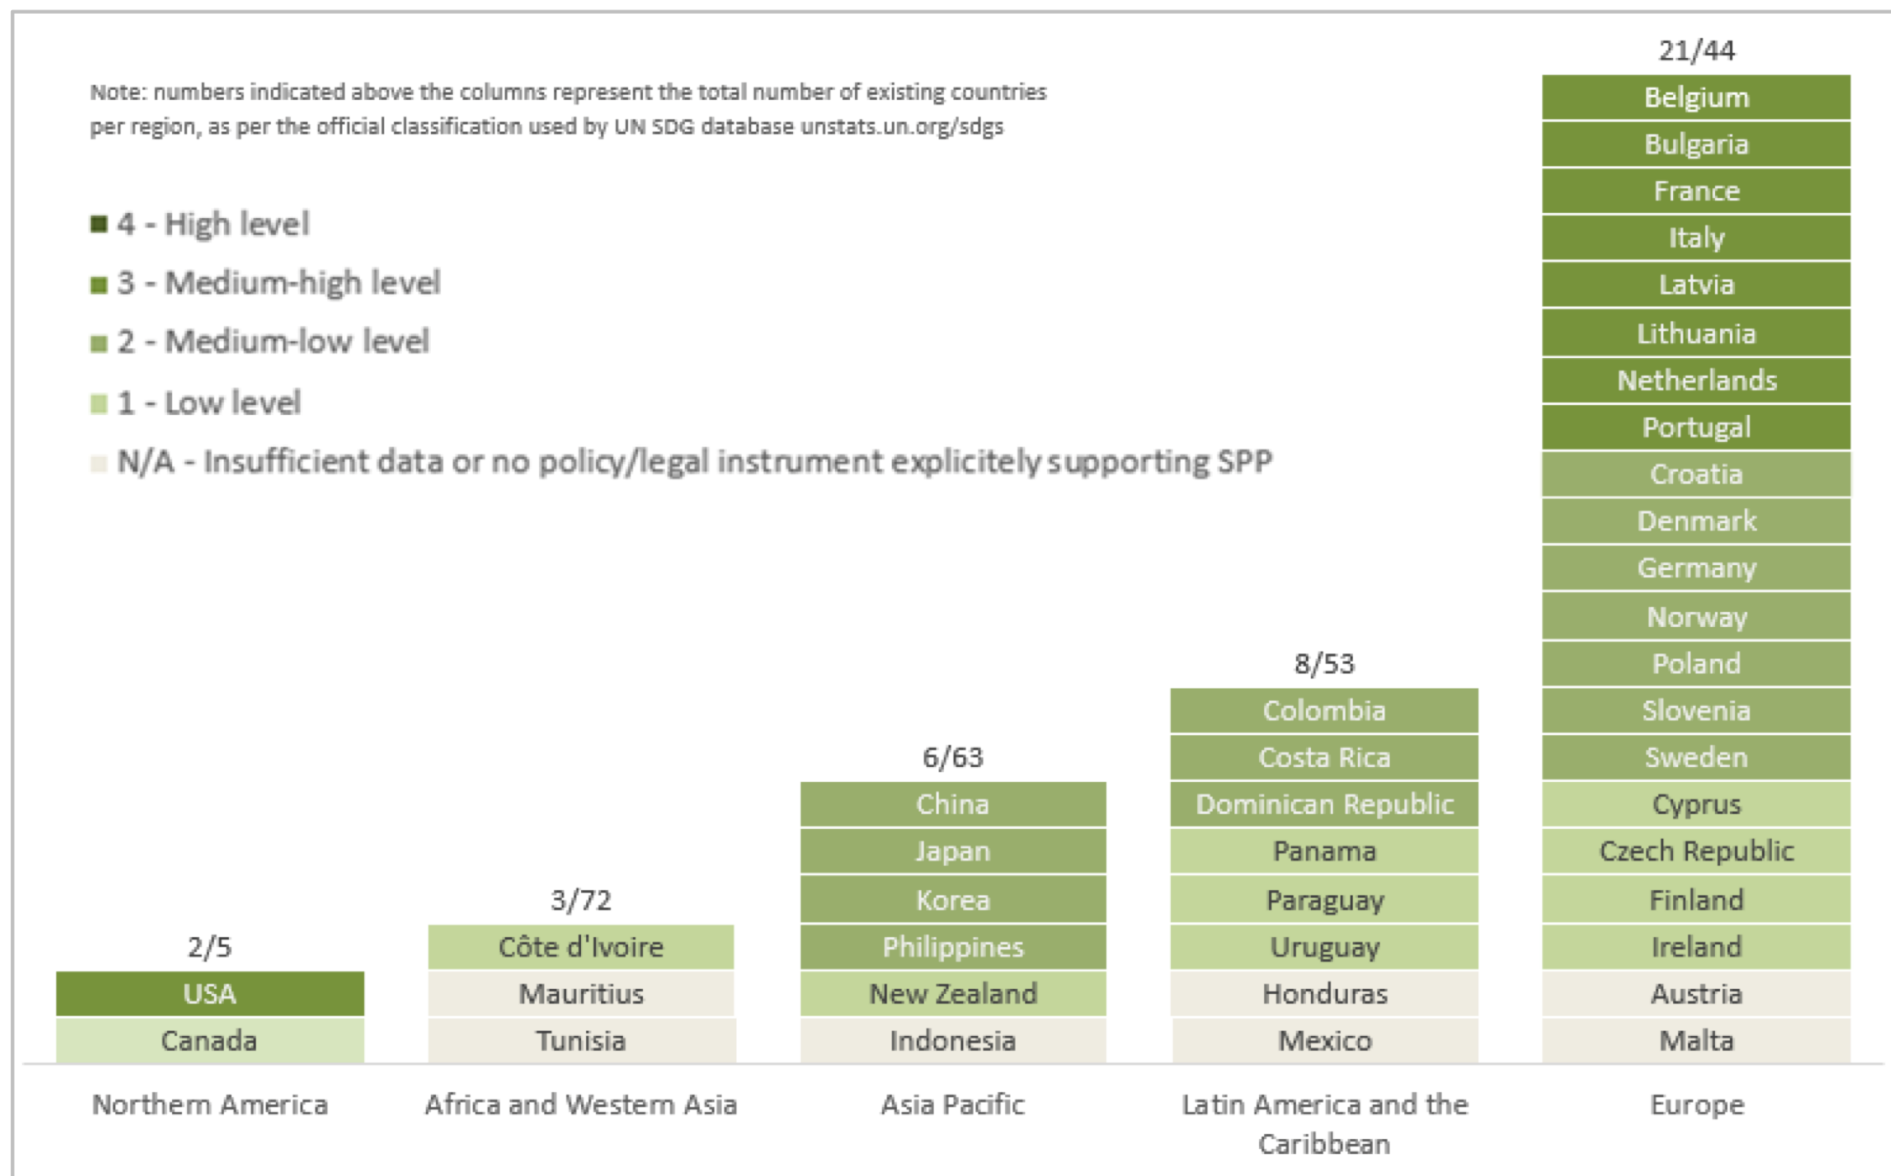 Note: numbers indicated above the columns represent the total number of existing countries
per region, as per the official classification used by UN SDG database unstats.un.org/sdgs
4 - High level
3 - Medium-high level
2 - Medium-low level
1 - Low level
N/A - Insufficient data or no policy/legal instrument explicitely supporting SPP
2/5
USA
Canada
Northern America
3/72
Côte d'Ivoire
Mauritius
Tunisia
Africa and Western Asia
6/63
China
Japan
Korea
Philippines
New Zealand
Indonesia
Asia Pacific
8/53
Colombia
Costa Rica
Dominican Republic
Panama
Paraguay
Uruguay
Honduras
Mexico
Latin America and the
Caribbean
21/44
Belgium
Bulgaria
France
Italy
Latvia
Lithuania
Netherlands
Portugal
Croatia
Denmark
Germany
Norway
Poland
Slovenia
Sweden
Cyprus
Czech Republic
Finland
Ireland
Austria
Malta
Europe